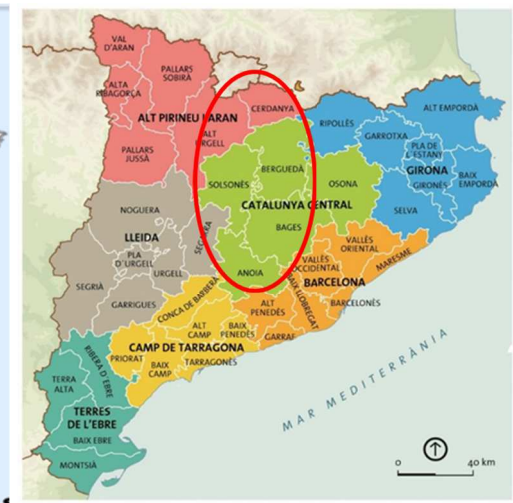 VAL
D'ARAN
PALLARS
SOBIRÀ
ALTA
RIBAGORÇA
ALT PIRINEU I ARAN
CERDANYA
ALT
URGELL
PALLARS
JUSSÀ
RIPOLLÈS
ALT EMPORDÀ
GARROTXA
PLA DE
L'ESTANY
GIRONA
GIRONÈS
BAIX
EMPORDÀ
SELVA
BERGUEDÀ
SOLSONÈS
OSONA
CATALUNYA CENTRAL
BAGES
ANOIA
NOGUERA
LLEIDA
SEGARRA
PLA
D'URGELL
URGELL
SEGRIÀ
GARRIGUES
VALLÈS
ORIENTAL
MARESME
VALLÈS
OCCIDENTAL
BARCELONA
BARCELONÈS
BAIX LLOBREGAT
ALT
PENEDÈS
GARRAF
CONCA DE BARBERÀ
ALT
CAMP
BAIX
PENEDÈS
CAMP DE TARRAGONA
PRIORAT
TARRAGONÈS
BAIX
CAMP
RIBERA D'EBRE
TERRA
ALTA
TERRES
DE L'EBRE
BAIX EBRE
MONTSIÀ
MAR MEDITERRÀNIA
0 40 km